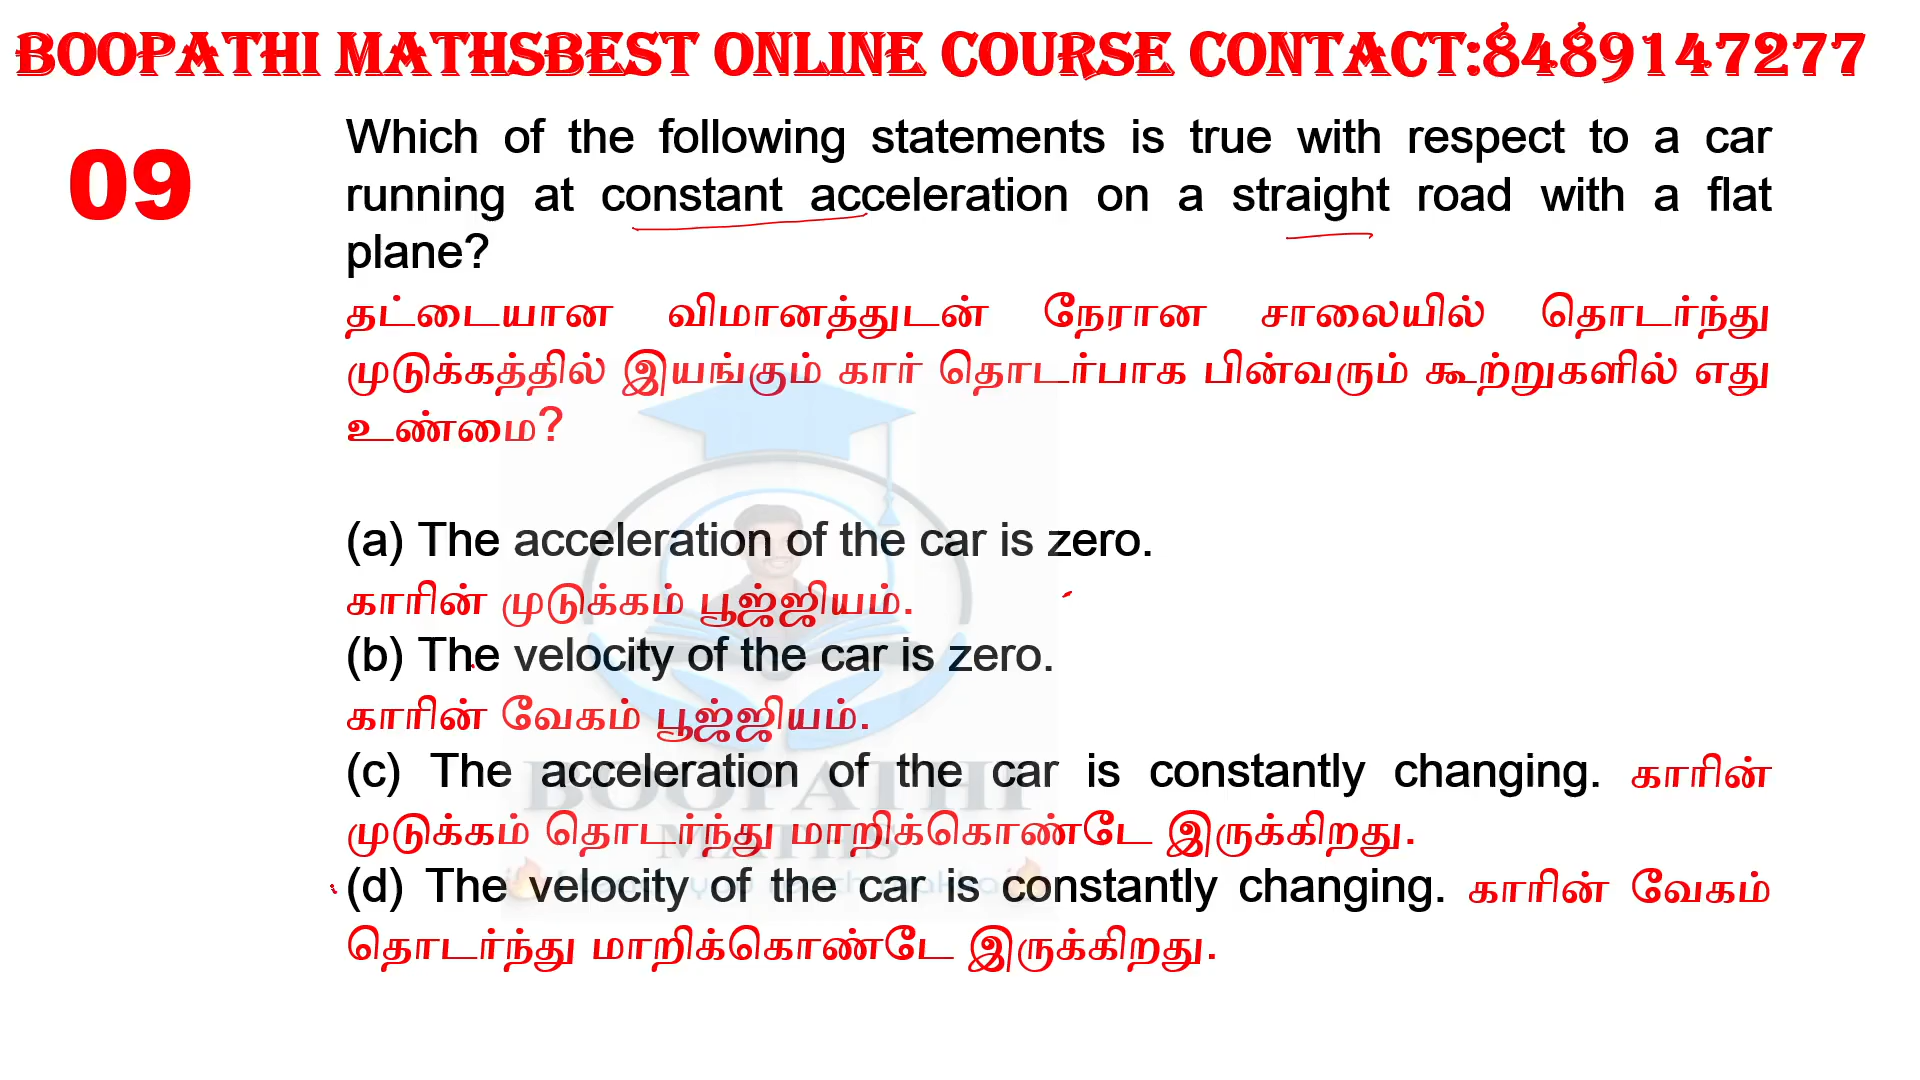 BOOPATHI MATHSBEST ONLINE COURSE CONTACT:8489147277
09
Which of the following statements is true with respect to a car
running at constant acceleration on a straight road with a flat
plane?
தட்டையான விமானத்துடன் நேரான சாலையில் தொடர்ந்து
முடுக்கத்தில் இயங்கும் கார் தொடர்பாக பின்வரும் கூற்றுகளில் எது
உண்மை?
(a) The acceleration of the car is zero.
காரின் முடுக்கம் பூஜ்ஜியம்.
(b) The velocity of the car is zero.
காரின் வேகம் பூஜ்ஜியம்.
(c) The acceleration of the car is constantly changing. காரின்
முடுக்கம் தொடர்ந்து மாறிக்கொண்டே இருக்கிறது.
(d) The velocity of the car is constantly changing. காரின் வேகம்
தொடர்ந்து மாறிக்கொண்டே இருக்கிறது.
BOOPATHI
MATHS